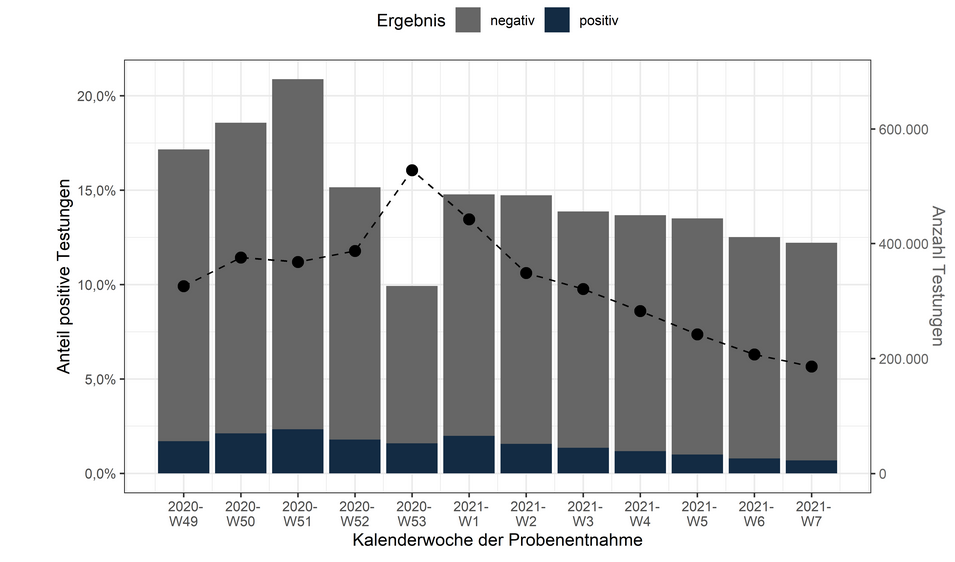 Ergebnis negativ positiv
20,0%
15,0%
10,0%
5,0%
0,0%
Anteil positive Testungen
600.000
400.000
200.000
0
Anzahl Testungen
2020-W49
2020-W50
2020-W51
2020-W52
2020-W53
2021-W1
2021-W2
2021-W3
2021-W4
2021-W5
2021-W6
2021-W7
Kalenderwoche der Probenentnahme